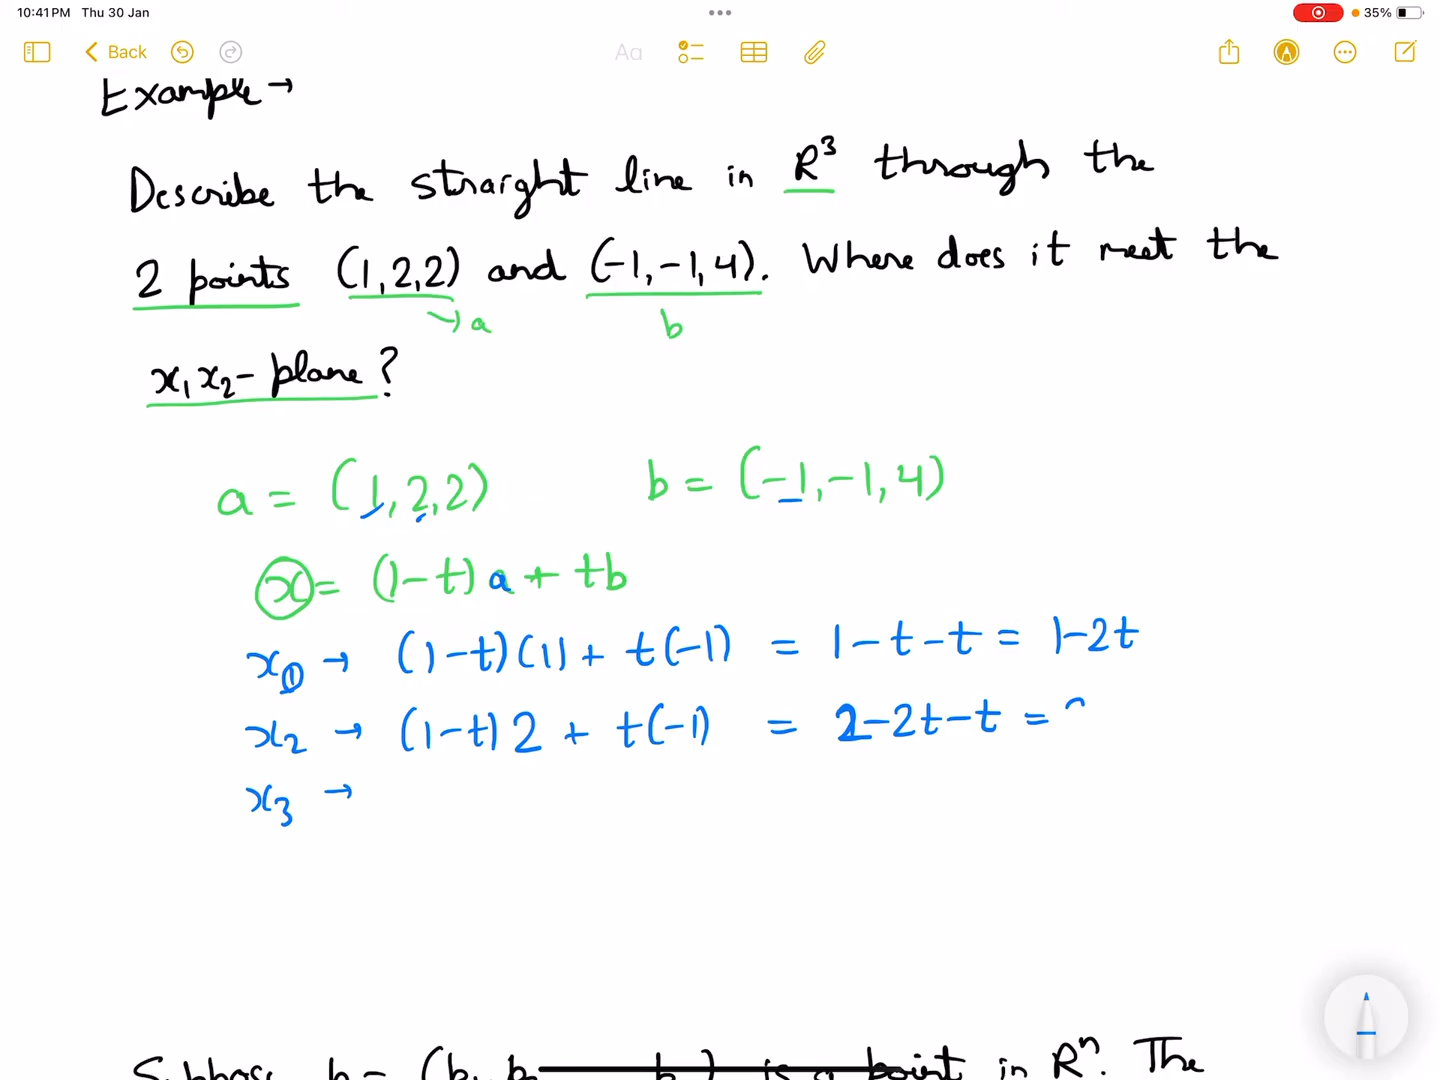 10:41 PM Thu 30 Jan
35%
Back
Aa
Example →
Describe the straight line in R³ through the
2 points (1,2,2) and (-1,-1,4). Where does it meet the
→ a b
x₁x₂- plane?
a = (1,2,2) b = (-1,-1,4)
x = (1-t)a + tb
x₁ → (1-t)(1) + t(-1) = 1-t-t = 1-2t
x₂ → (1-t)2 + t(-1) = 2-2t-t =
x₃ →
Suppose b = (b, b b ) is a point in Rⁿ. The